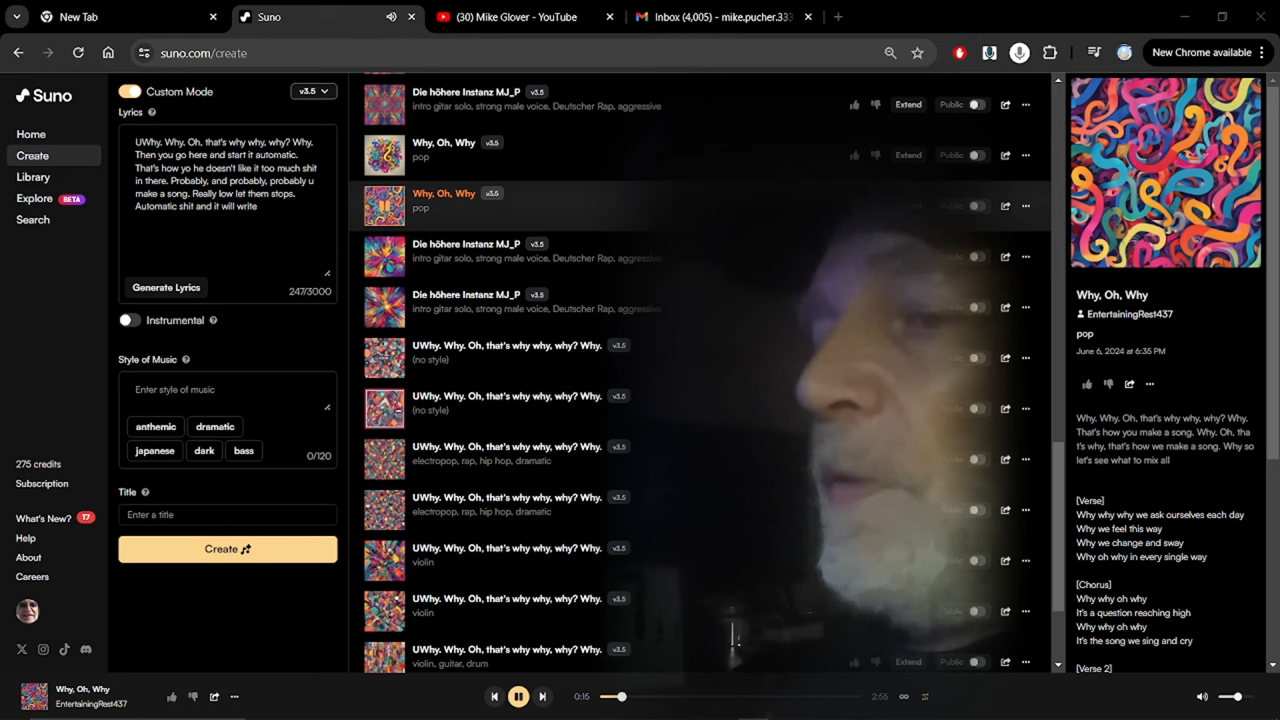 New Tab
Suno
(30) Mike Glover - YouTube
Inbox (4,005) - mike.pucher.333
suno.com/create
New Chrome available
Suno
Home
Create
Library
Explore BETA
Search
275 credits
Subscription
What's New? 17
Help
About
Careers
Custom Mode
v3.5
Lyrics
UWhy. Why. Oh, that's why why, why? Why.
Then you go here and start it automatic.
That's how yo he doesn't like it too much shit
in there. Probably, and probably, probably u
make a song. Really low let them stops.
Automatic shit and it will write
Generate Lyrics
247/3000
Instrumental
Style of Music
Enter style of music
anthemic
dramatic
japanese
dark
bass
0/120
Title
Enter a title
Create
Die höhere Instanz MJ_P v3.5
intro gitar solo, strong male voice, Deutscher Rap, aggressive
Extend
Public
Why, Oh, Why v3.5
pop
Extend
Public
Why, Oh, Why v3.5
pop
Die höhere Instanz MJ_P v3.5
intro gitar solo, strong male voice, Deutscher Rap, aggressive
Die höhere Instanz MJ_P v3.5
intro gitar solo, strong male voice, Deutscher Rap, aggressive
UWhy. Why. Oh, that's why why, why? Why. v3.5
(no style)
UWhy. Why. Oh, that's why why, why? Why. v3.5
(no style)
UWhy. Why. Oh, that's why why, why? Why. v3.5
electropop, rap, hip hop, dramatic
UWhy. Why. Oh, that's why why, why? Why. v3.5
electropop, rap, hip hop, dramatic
UWhy. Why. Oh, that's why why, why? Why. v3.5
violin
UWhy. Why. Oh, that's why why, why? Why. v3.5
violin
UWhy. Why. Oh, that's why why, why? Why. v3.5
violin, guitar, drum
Extend
Public
Why, Oh, Why
EntertainingRest437
pop
June 6, 2024 at 6:35 PM
Why. Why. Oh, that's why why, why? Why.
That's how you make a song. Why. Oh, tha
t's why, that's how we make a song. Why so
let's see what to mix all
[Verse]
Why why why we ask ourselves each day
Why we feel this way
Why we change and sway
Why oh why in every single way
[Chorus]
Why why oh why
It's a question reaching high
Why why oh why
It's the song we sing and cry
[Verse 2]
Why, Oh, Why
EntertainingRest437
0:15
2:55